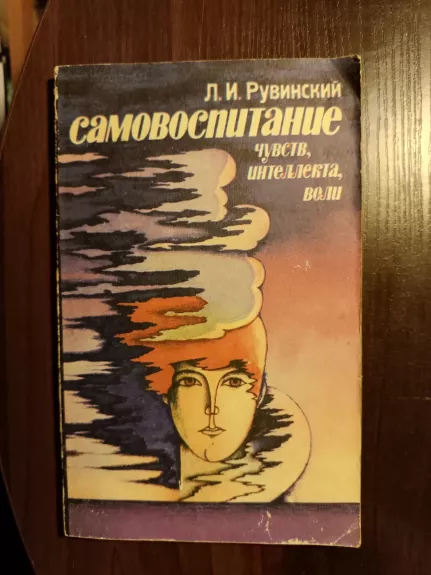 Л. И. Рувинский
самовоспитание
чувств,
интеллекта,
воли